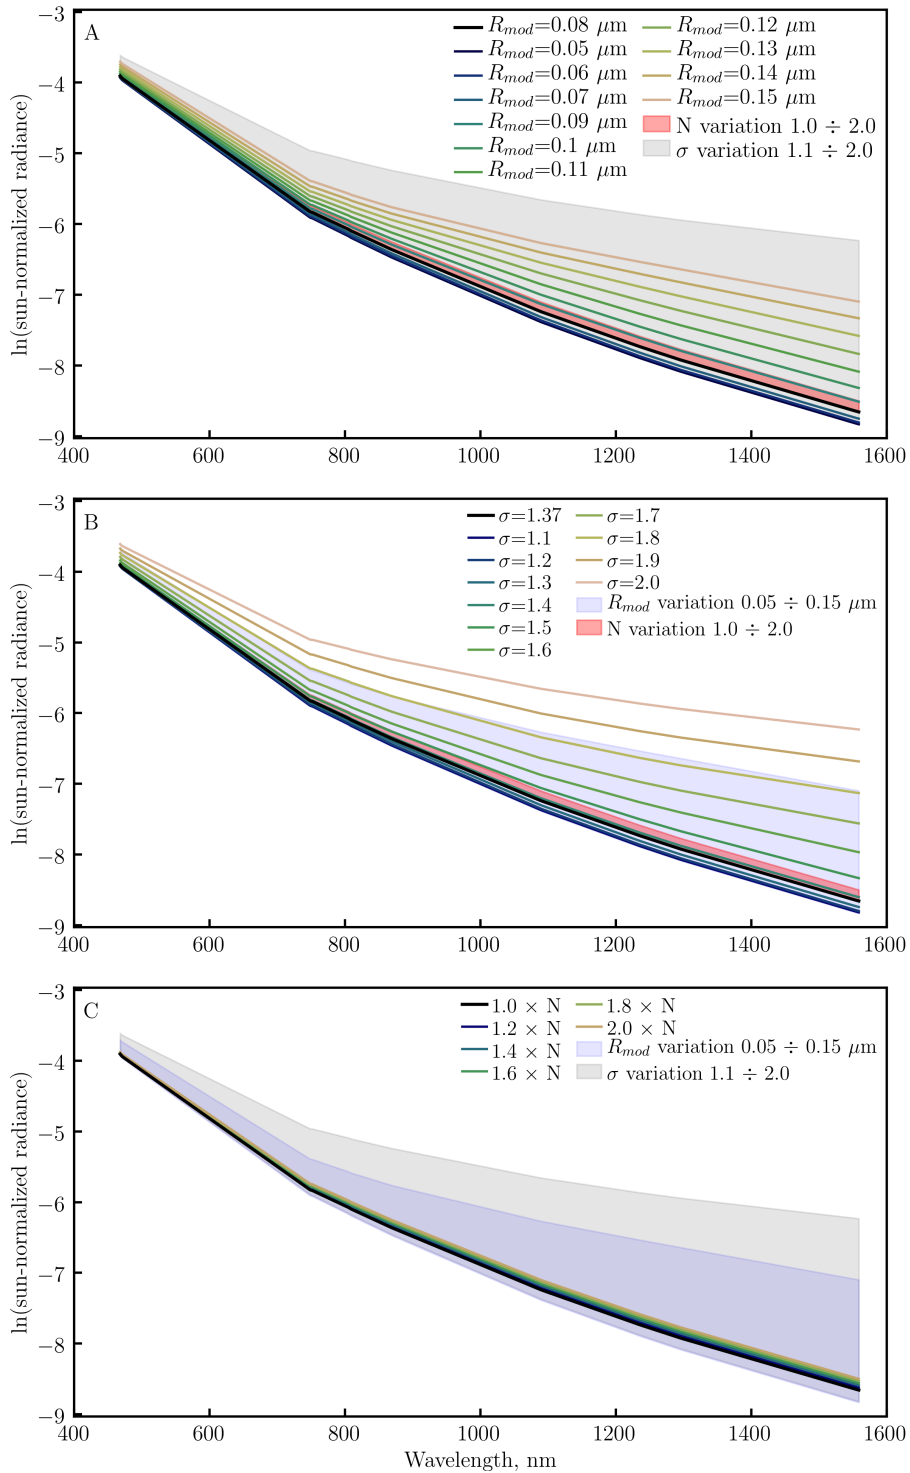 A
ln(sun-normalized radiance)
−3
−4
−5
−6
−7
−8
−9
R_mod=0.08 μm
R_mod=0.05 μm
R_mod=0.06 μm
R_mod=0.07 μm
R_mod=0.09 μm
R_mod=0.1 μm
R_mod=0.11 μm
R_mod=0.12 μm
R_mod=0.13 μm
R_mod=0.14 μm
R_mod=0.15 μm
N variation 1.0 ÷ 2.0
σ variation 1.1 ÷ 2.0
400 600 800 1000 1200 1400 1600
B
ln(sun-normalized radiance)
−3
−4
−5
−6
−7
−8
−9
σ=1.37
σ=1.1
σ=1.2
σ=1.3
σ=1.4
σ=1.5
σ=1.6
σ=1.7
σ=1.8
σ=1.9
σ=2.0
R_mod variation 0.05 ÷ 0.15 μm
N variation 1.0 ÷ 2.0
400 600 800 1000 1200 1400 1600
C
ln(sun-normalized radiance)
−3
−4
−5
−6
−7
−8
−9
1.0 × N
1.2 × N
1.4 × N
1.6 × N
1.8 × N
2.0 × N
R_mod variation 0.05 ÷ 0.15 μm
σ variation 1.1 ÷ 2.0
400 600 800 1000 1200 1400 1600
Wavelength, nm